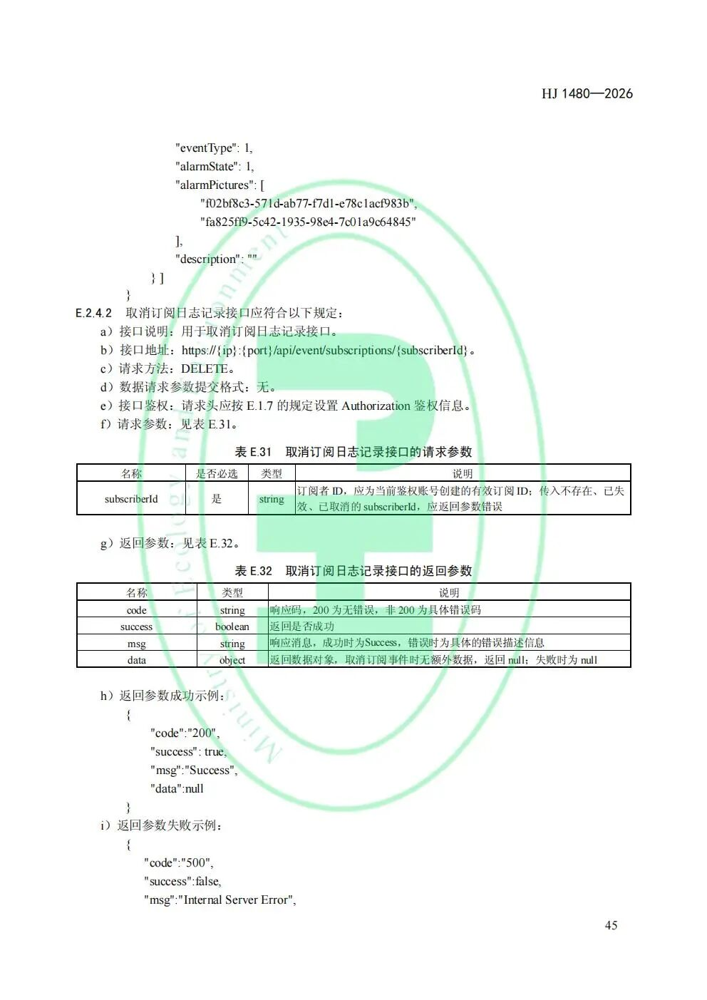 HJ 1480—2026
"eventType": 1,
"alarmState": 1,
"alarmPictures": [
"f02bf8c3-571d-ab77-f7d1-e78c1acf983b",
"fa825ff9-5c42-1935-98e4-7c01a9c64845"
],
"description": ""
} ]
}
E.2.4.2 取消订阅日志记录接口应符合以下规定：
a）接口说明：用于取消订阅日志记录接口。
b）接口地址：https://{ip}:{port}/api/event/subscriptions/{subscriberId}。
c）请求方法：DELETE。
d）数据请求参数提交格式：无。
e）接口鉴权：请求头应按 E.1.7 的规定设置 Authorization 鉴权信息。
f）请求参数：见表 E.31。
表 E.31 取消订阅日志记录接口的请求参数
名称 是否必选 类型 说明
subscriberId 是 string 订阅者 ID，应为当前鉴权账号创建的有效订阅 ID；传入不存在、已失
效、已取消的 subscriberId，应返回参数错误
g）返回参数：见表 E.32。
表 E.32 取消订阅日志记录接口的返回参数
名称 类型 说明
code string 响应码，200 为无错误，非 200 为具体错误码
success boolean 返回是否成功
msg string 响应消息，成功时为Success，错误时为具体的错误描述信息
data object 返回数据对象，取消订阅事件时无额外数据，返回 null；失败时为 null
h）返回参数成功示例：
{
"code":"200",
"success": true,
"msg":"Success",
"data":null
}
i）返回参数失败示例：
{
"code":"500",
"success":false,
"msg":"Internal Server Error",
45
Ministry of Ecology and Environment